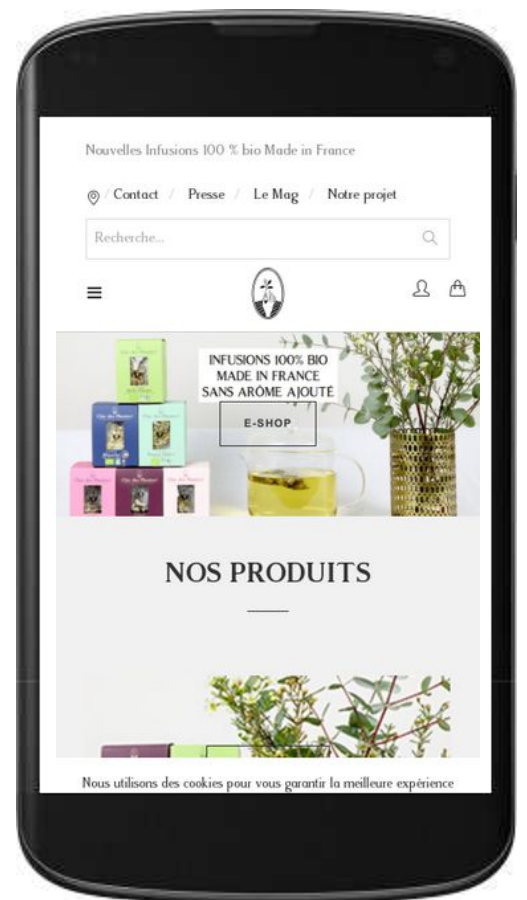 Nouvelles Infusions 100 % bio Made in France
/ Contact / Presse / Le Mag / Notre projet
Recherche...
INFUSIONS 100% BIO
MADE IN FRANCE
SANS ARÔME AJOUTÉ
E-SHOP
NOS PRODUITS
Nous utilisons des cookies pour vous garantir la meilleure expérience